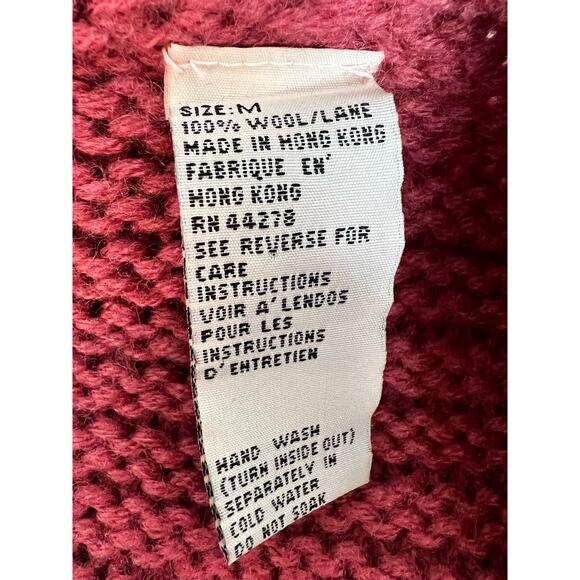 SIZE: M
100% WOOL/LANE
MADE IN HONG KONG
FABRIQUE EN'
HONG KONG
RN 44278
SEE REVERSE FOR
CARE
INSTRUCTIONS
VOIR A'LENDOS
POUR LES
INSTRUCTIONS
D'ENTRETIEN
HAND WASH
(TURN INSIDE OUT)
SEPARATELY IN
COLD WATER
DO NOT SOAK